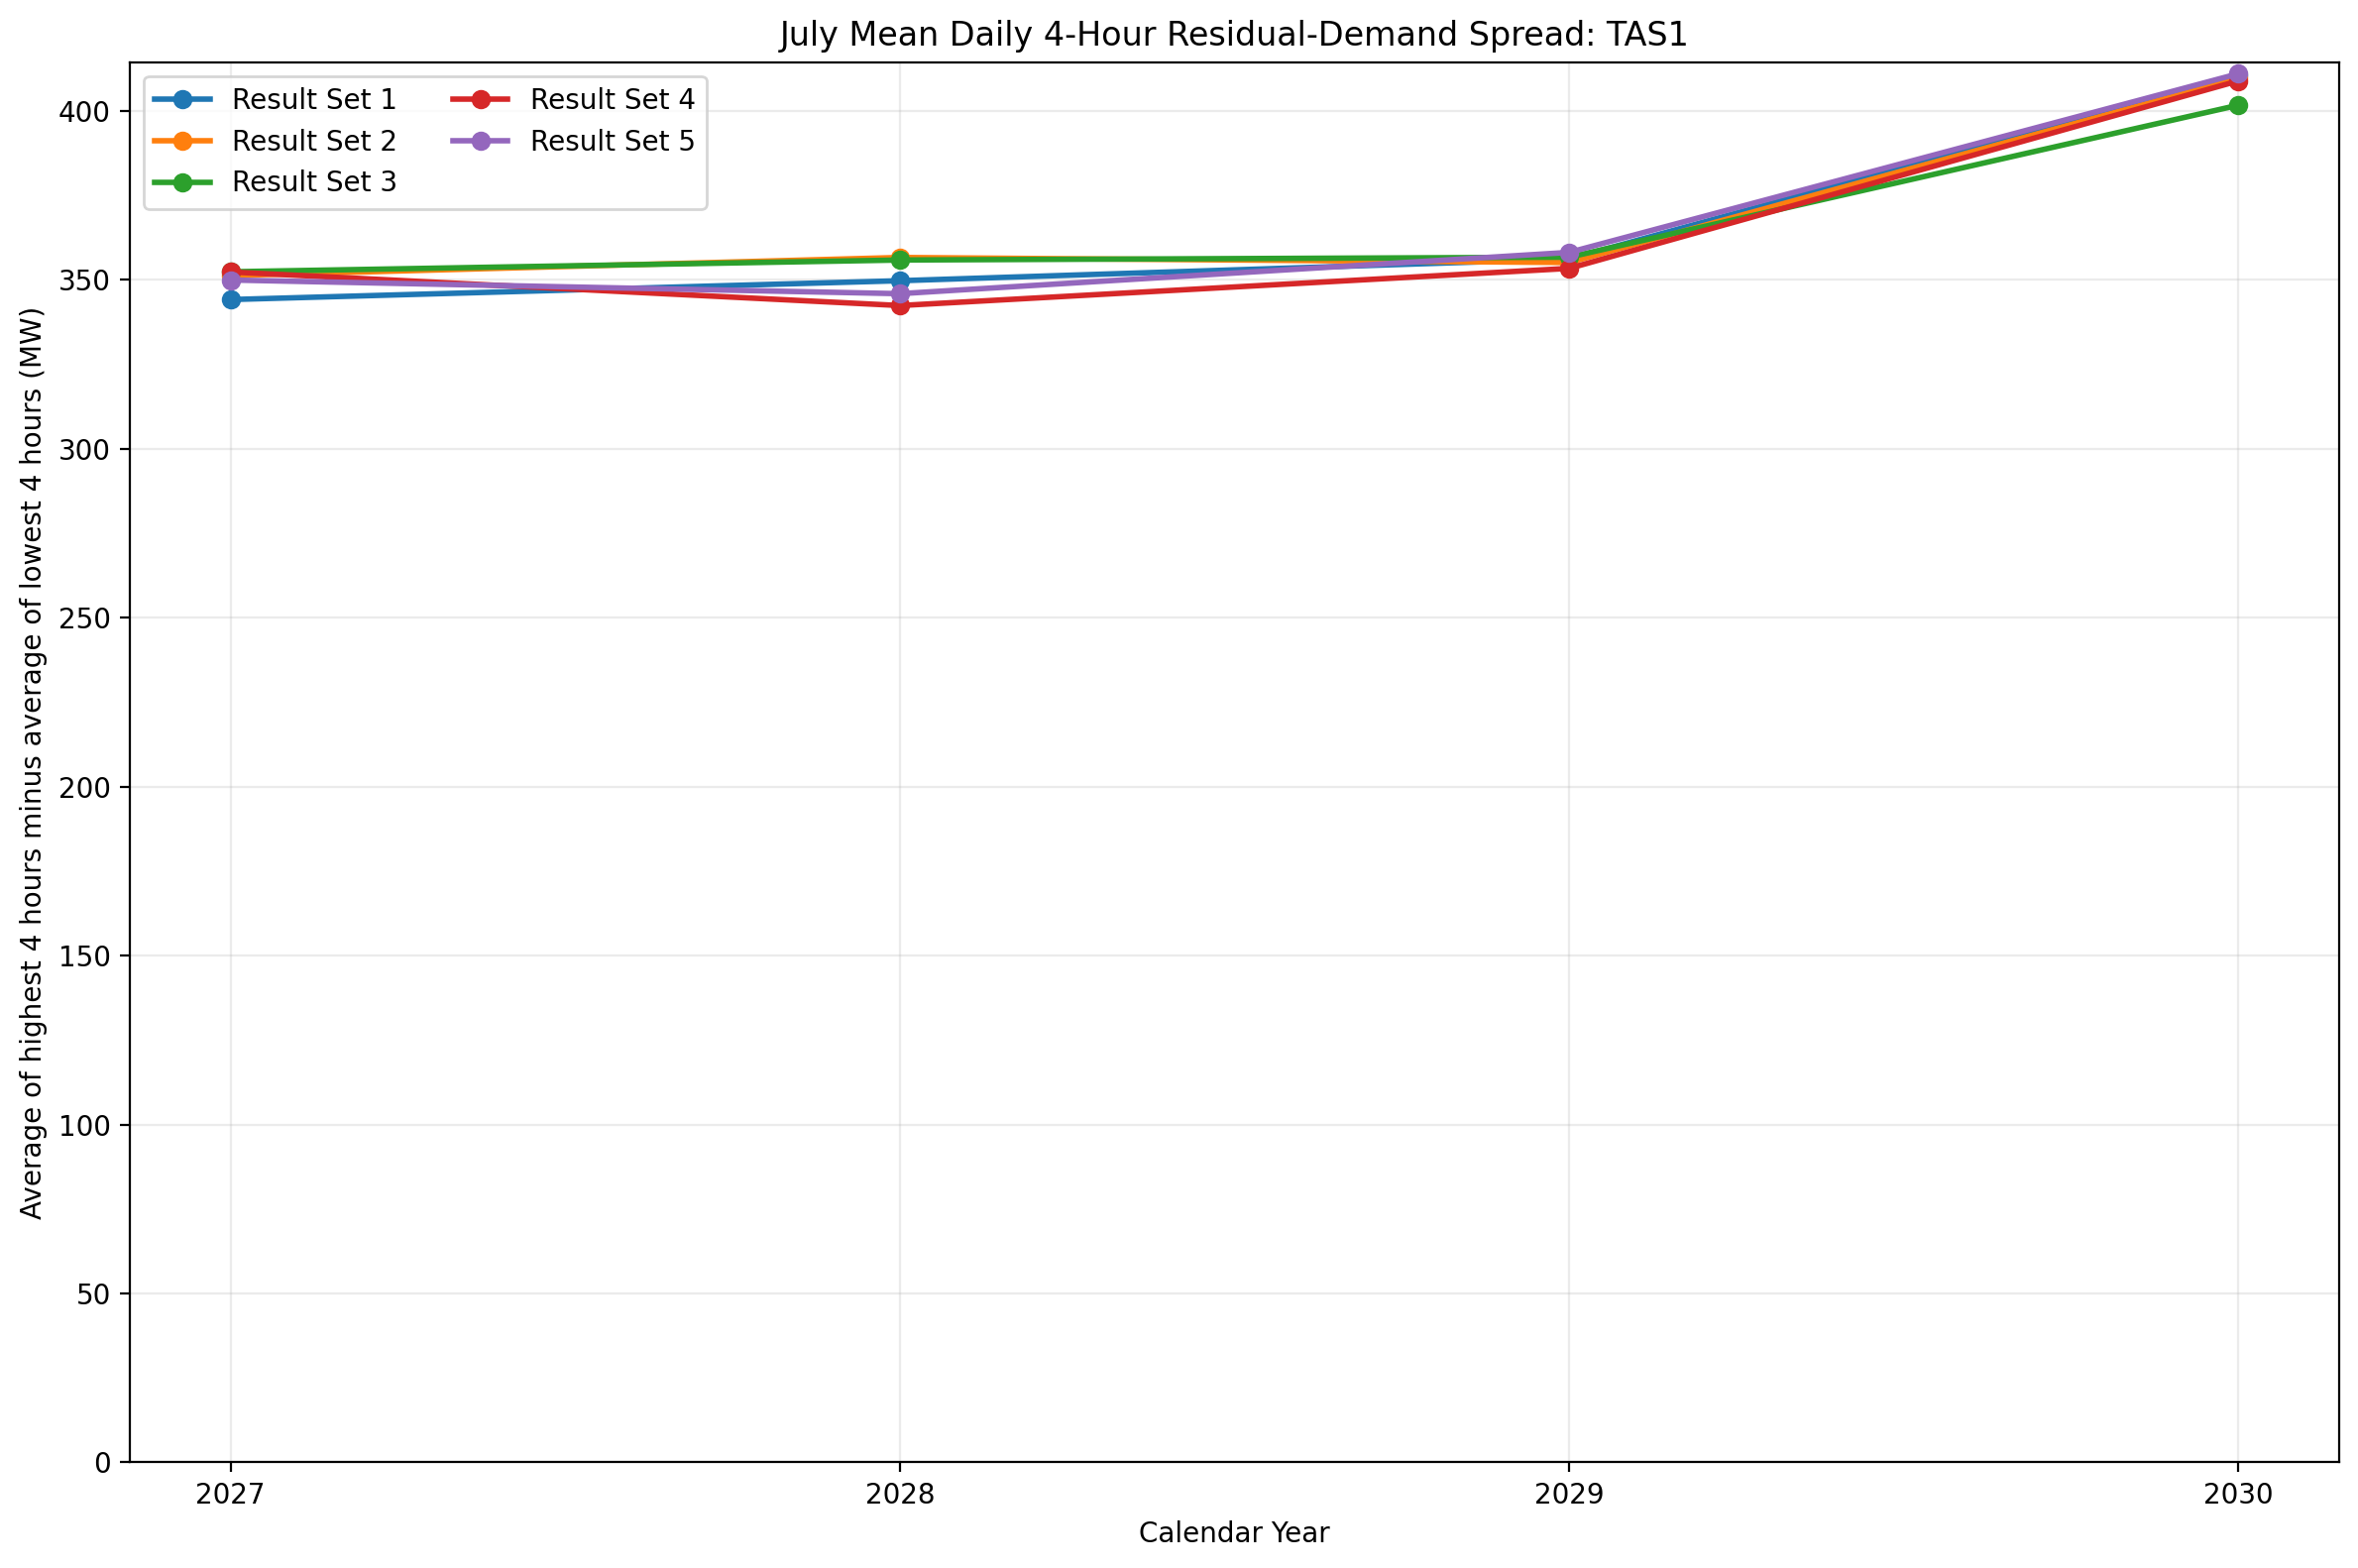 July Mean Daily 4-Hour Residual-Demand Spread: TAS1
Result Set 1
Result Set 2
Result Set 3
Result Set 4
Result Set 5
Average of highest 4 hours minus average of lowest 4 hours (MW)
400
350
300
250
200
150
100
50
0
2027
2028
2029
2030
Calendar Year